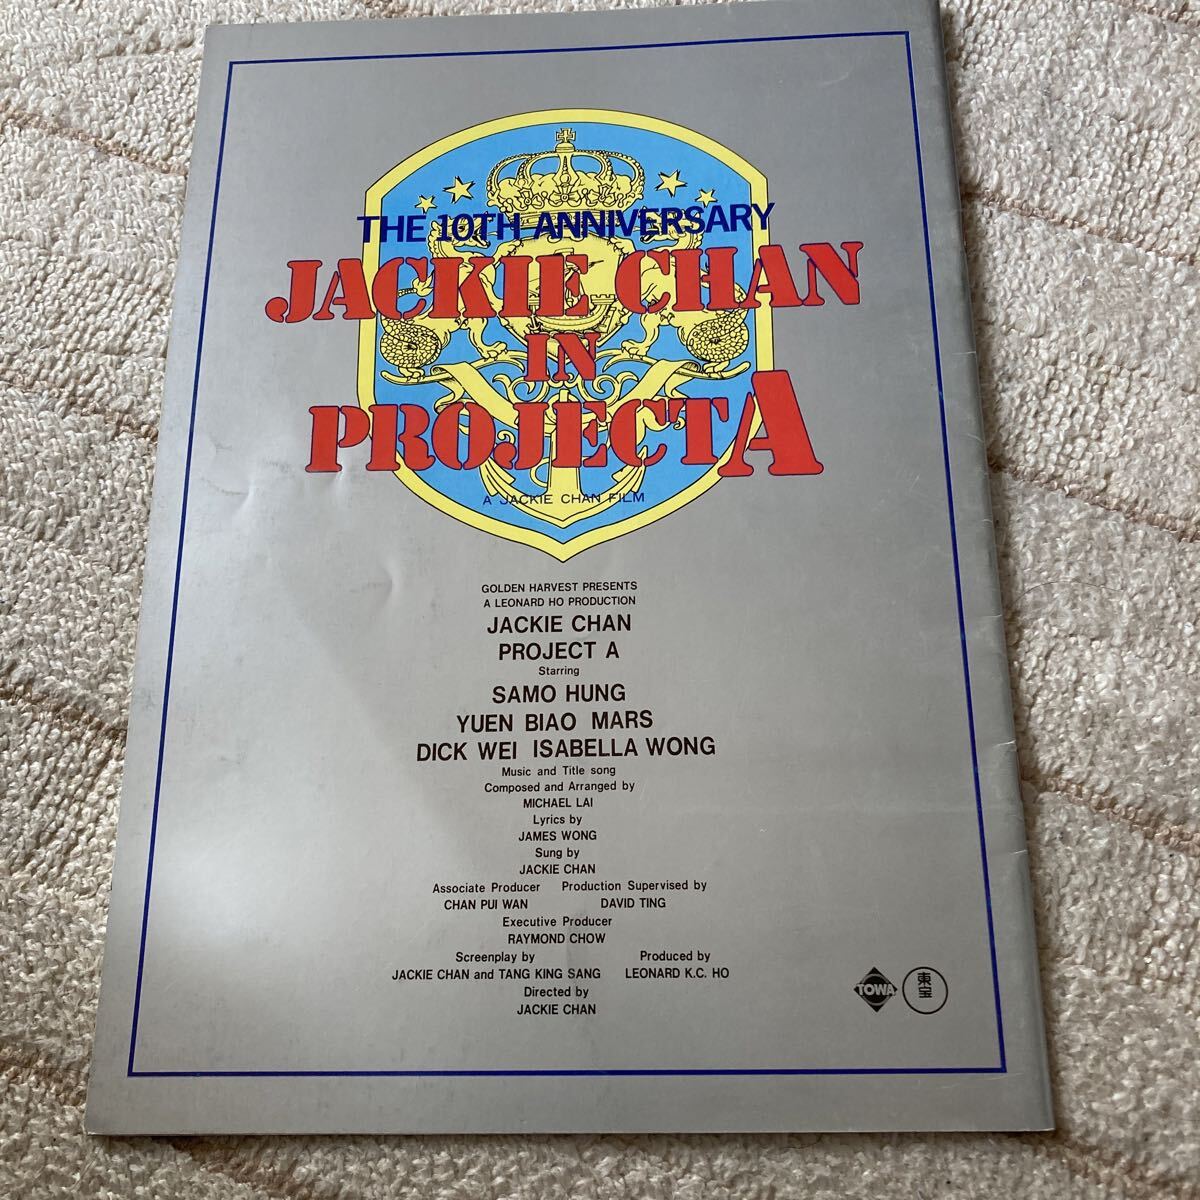 THE 10TH ANNIVERSARY
JACKIE CHAN
IN
PROJECT A
A JACKIE CHAN FILM
GOLDEN HARVEST PRESENTS
A LEONARD HO PRODUCTION
JACKIE CHAN
PROJECT A
Starring
SAMO HUNG
YUEN BIAO MARS
DICK WEI ISABELLA WONG
Music and Title song
Composed and Arranged by
MICHAEL LAI
Lyrics by
JAMES WONG
Sung by
JACKIE CHAN
Associate Producer Production Supervised by
CHAN PUI WAN DAVID TING
Executive Producer
RAYMOND CHOW
Screenplay by Produced by
JACKIE CHAN and TANG KING SANG LEONARD K.C. HO
Directed by
JACKIE CHAN
TOWA
東宝